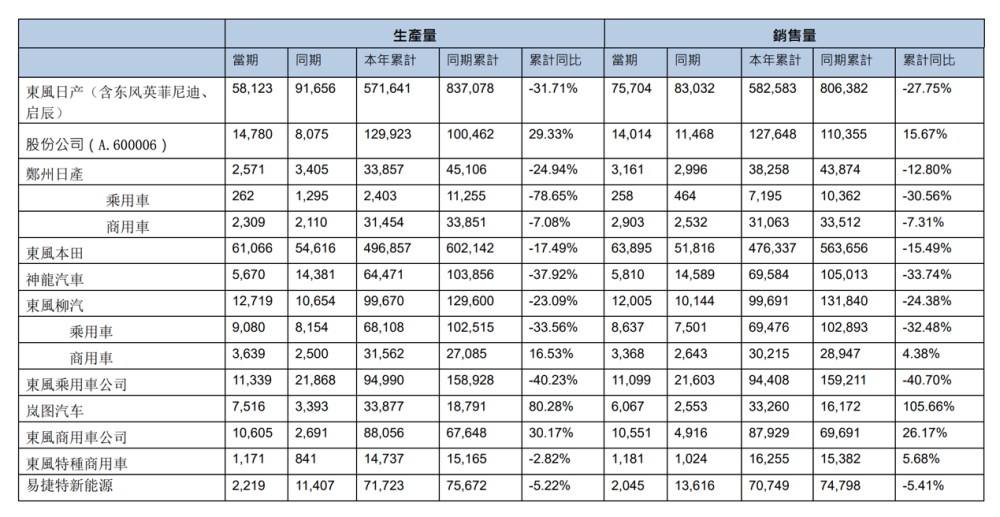 生產量 銷售量
當期 同期 本年累計 同期累計 累計同比 當期 同期 本年累計 同期累計 累計同比
東風日产（含东风英菲尼迪、 58,123 91,656 571,641 837,078 -31.71% 75,704 83,032 582,583 806,382 -27.75%
启辰）
股份公司（A.600006） 14,780 8,075 129,923 100,462 29.33% 14,014 11,468 127,648 110,355 15.67%
鄭州日產 2,571 3,405 33,857 45,106 -24.94% 3,161 2,996 38,258 43,874 -12.80%
乘用車 262 1,295 2,403 11,255 -78.65% 258 464 7,195 10,362 -30.56%
商用車 2,309 2,110 31,454 33,851 -7.08% 2,903 2,532 31,063 33,512 -7.31%
東風本田 61,066 54,616 496,857 602,142 -17.49% 63,895 51,816 476,337 563,656 -15.49%
神龍汽車 5,670 14,381 64,471 103,856 -37.92% 5,810 14,589 69,584 105,013 -33.74%
東風柳汽 12,719 10,654 99,670 129,600 -23.09% 12,005 10,144 99,691 131,840 -24.38%
乘用車 9,080 8,154 68,108 102,515 -33.56% 8,637 7,501 69,476 102,893 -32.48%
商用車 3,639 2,500 31,562 27,085 16.53% 3,368 2,643 30,215 28,947 4.38%
東風乘用車公司 11,339 21,868 94,990 158,928 -40.23% 11,099 21,603 94,408 159,211 -40.70%
岚图汽车 7,516 3,393 33,877 18,791 80.28% 6,067 2,553 33,260 16,172 105.66%
東風商用車公司 10,605 2,691 88,056 67,648 30.17% 10,551 4,916 87,929 69,691 26.17%
東風特種商用車 1,171 841 14,737 15,165 -2.82% 1,181 1,024 16,255 15,382 5.68%
易捷特新能源 2,219 11,407 71,723 75,672 -5.22% 2,045 13,616 70,749 74,798 -5.41%